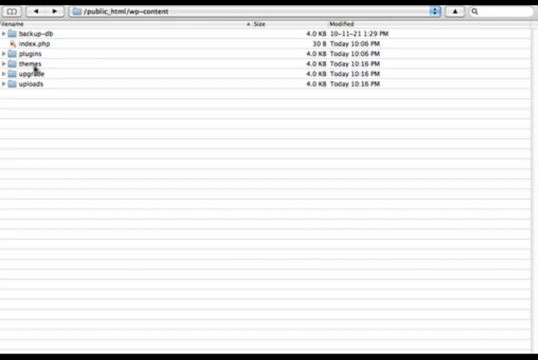 /public_html/wp-content
Filename Size Modified
backup-db 4.0 KB 10-11-21 1:29 PM
index.php 30 B Today 10:06 PM
plugins 4.0 KB Today 10:06 PM
themes 4.0 KB Today 10:16 PM
upgrade 4.0 KB Today 10:16 PM
uploads 4.0 KB Today 10:16 PM